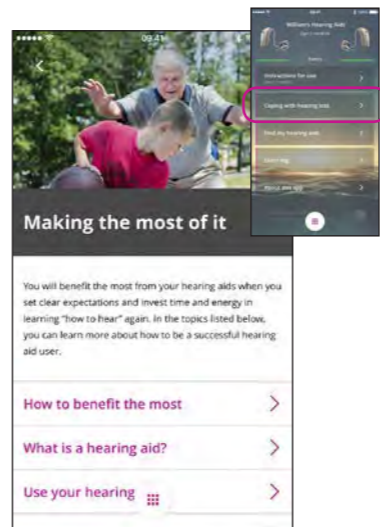 09:41
William's Hearing Aids
Instructions for use
Coping with hearing loss
Find my hearing aids
About this app
Making the most of it
You will benefit the most from your hearing aids when you
set clear expectations and invest time and energy in
learning "how to hear" again. In the topics listed below,
you can learn more about how to be a successful hearing
aid user.
How to benefit the most
What is a hearing aid?
Use your hearing